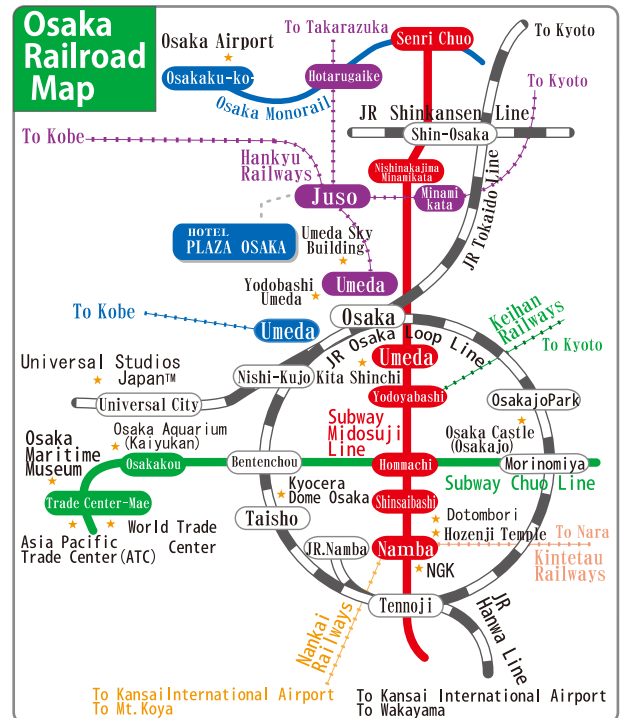 Osaka
Railroad
Map
To Takarazuka
Senri Chuo
To Kyoto
Osaka Airport
Osakaku-ko-
Hotarugaike
Osaka Monorail
To Kyoto
JR Shinkansen Line
Shin-Osaka
To Kobe
Hankyu
Railways
Nishinakajima
Minamikata
Juso
Minami
kata
JR Tokaido Line
HOTEL
PLAZA OSAKA
Umeda Sky
Building
Yodobashi
Umeda
Umeda
To Kobe
Umeda
Osaka
JR Osaka Loop Line
Keihan
Railways
To Kyoto
Universal Studios
Japan™
Nishi-Kujo
Kita Shinchi
Umeda
Universal City
Yodoyabashi
OsakajoPark
Osaka
Maritime
Museum
Osaka Aquarium
(Kaiyukan)
Subway
Midosuji
Line
Osaka Castle
(Osakajo)
Osakakou
Bentenchou
Hommachi
Morinomiya
Subway Chuo Line
Trade Center-Mae
Kyocera
Dome Osaka
Shinsaibashi
Taisho
Dotombori
World Trade
Center
Hozenji Temple
To Nara
Asia Pacific
Trade Center(ATC)
JR.Namba
Namba
Kintetau
Railways
NGK
Tennoji
Nankai
Railways
JR
Hanwa Line
To KansaiInternational Airport
To Mt.Koya
To Kansai International Airport
To Wakayama